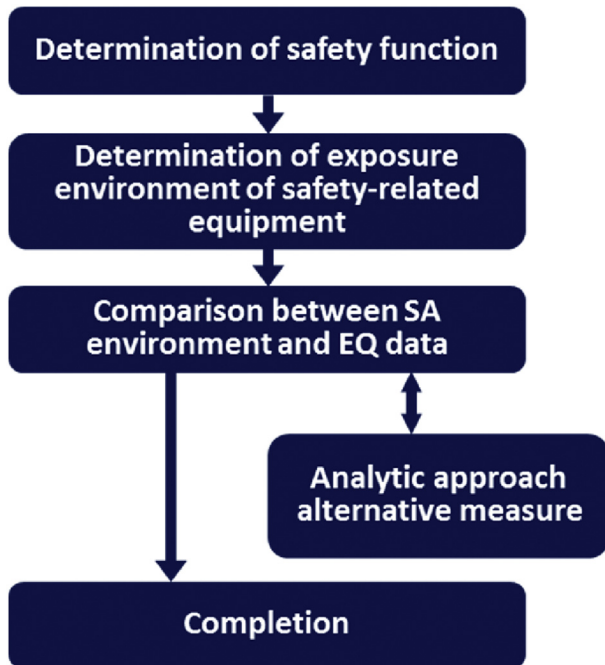 Determination of safety function
Determination of exposure
environment of safety-related
equipment
Comparison between SA
environment and EQ data
Analytic approach
alternative measure
Completion